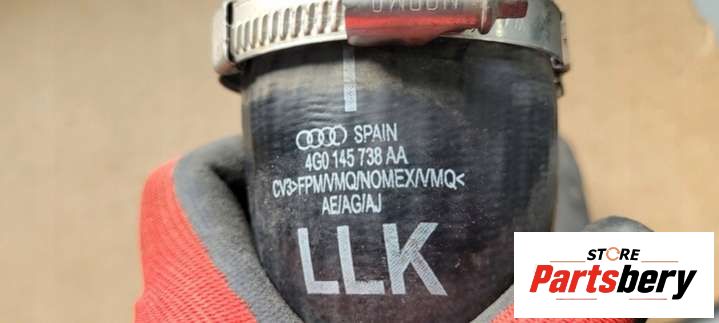 SPAIN
4G0 145 738 AA
CV3>FPM/VMQ/NOMEX/VMQ<
AE/AG/AJ
LLK
STORE
Partsbery